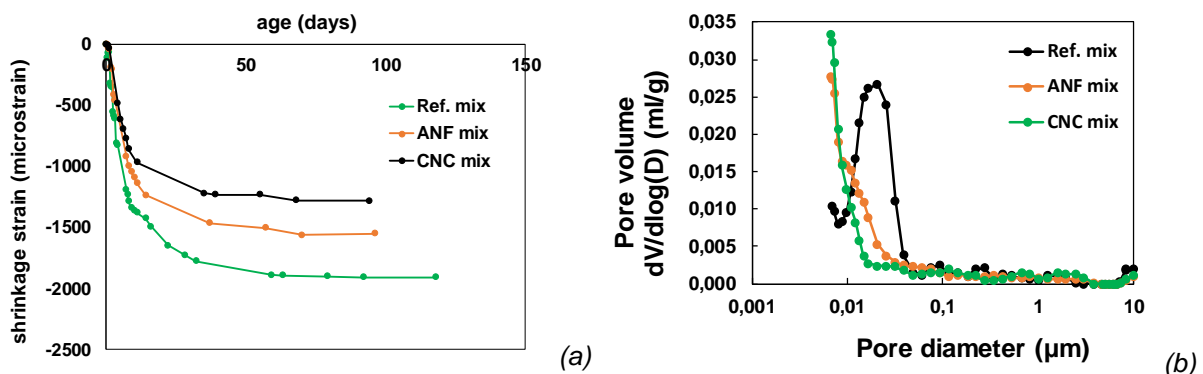 age (days)
0 50 100 150
0
-500
-1000
-1500
-2000
-2500
shrinkage strain (microstrain)
Ref. mix
ANF mix
CNC mix
(a)
0,035
0,030
0,025
0,020
0,015
0,010
0,005
0,000
Pore volume
dV/dlog(D) (ml/g)
Ref. mix
ANF mix
CNC mix
0,001 0,01 0,1 1 10
Pore diameter (µm)
(b)